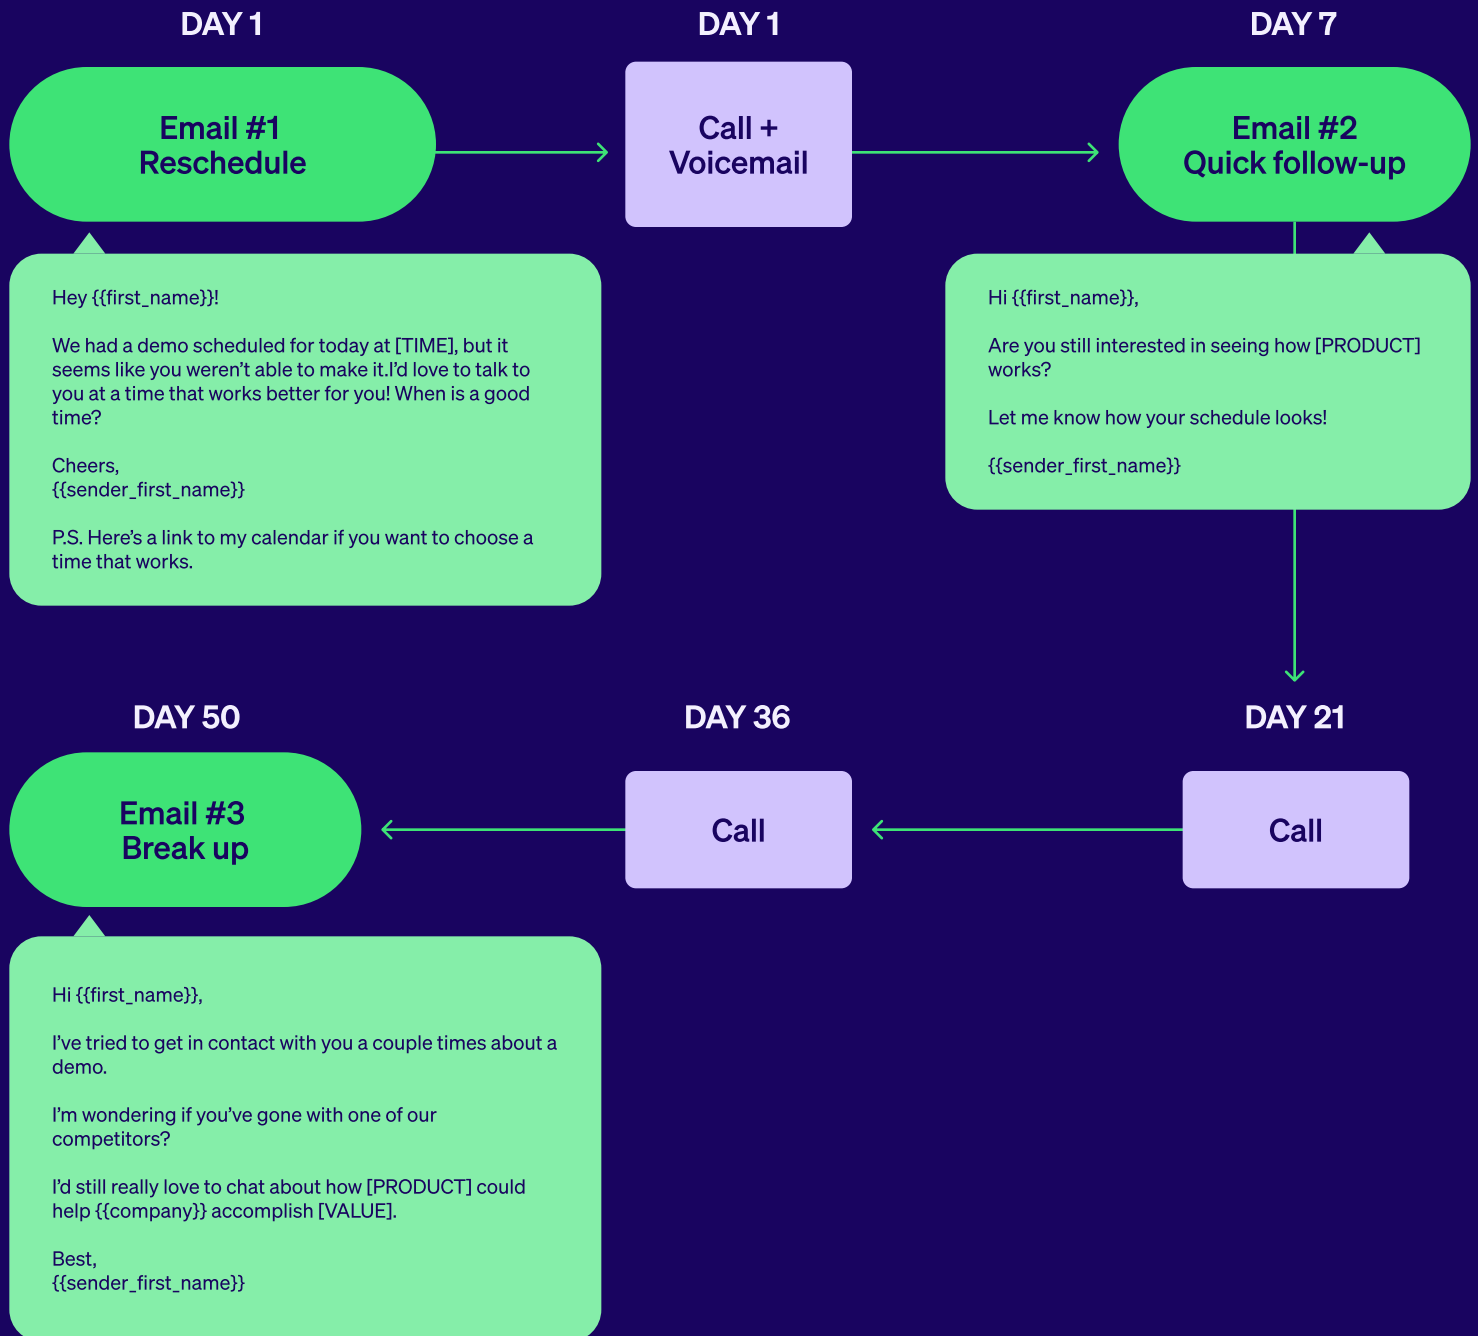 DAY 1
Email #1
Reschedule
Hey {{first_name}}!
We had a demo scheduled for today at [TIME], but it
seems like you weren’t able to make it.I’d love to talk to
you at a time that works better for you! When is a good
time?
Cheers,
{{sender_first_name}}
P.S. Here’s a link to my calendar if you want to choose a
time that works.
DAY 1
Call +
Voicemail
DAY 7
Email #2
Quick follow-up
Hi {{first_name}},
Are you still interested in seeing how [PRODUCT]
works?
Let me know how your schedule looks!
{{sender_first_name}}
DAY 21
Call
DAY 36
Call
DAY 50
Email #3
Break up
Hi {{first_name}},
I’ve tried to get in contact with you a couple times about a
demo.
I’m wondering if you’ve gone with one of our
competitors?
I’d still really love to chat about how [PRODUCT] could
help {{company}} accomplish [VALUE].
Best,
{{sender_first_name}}